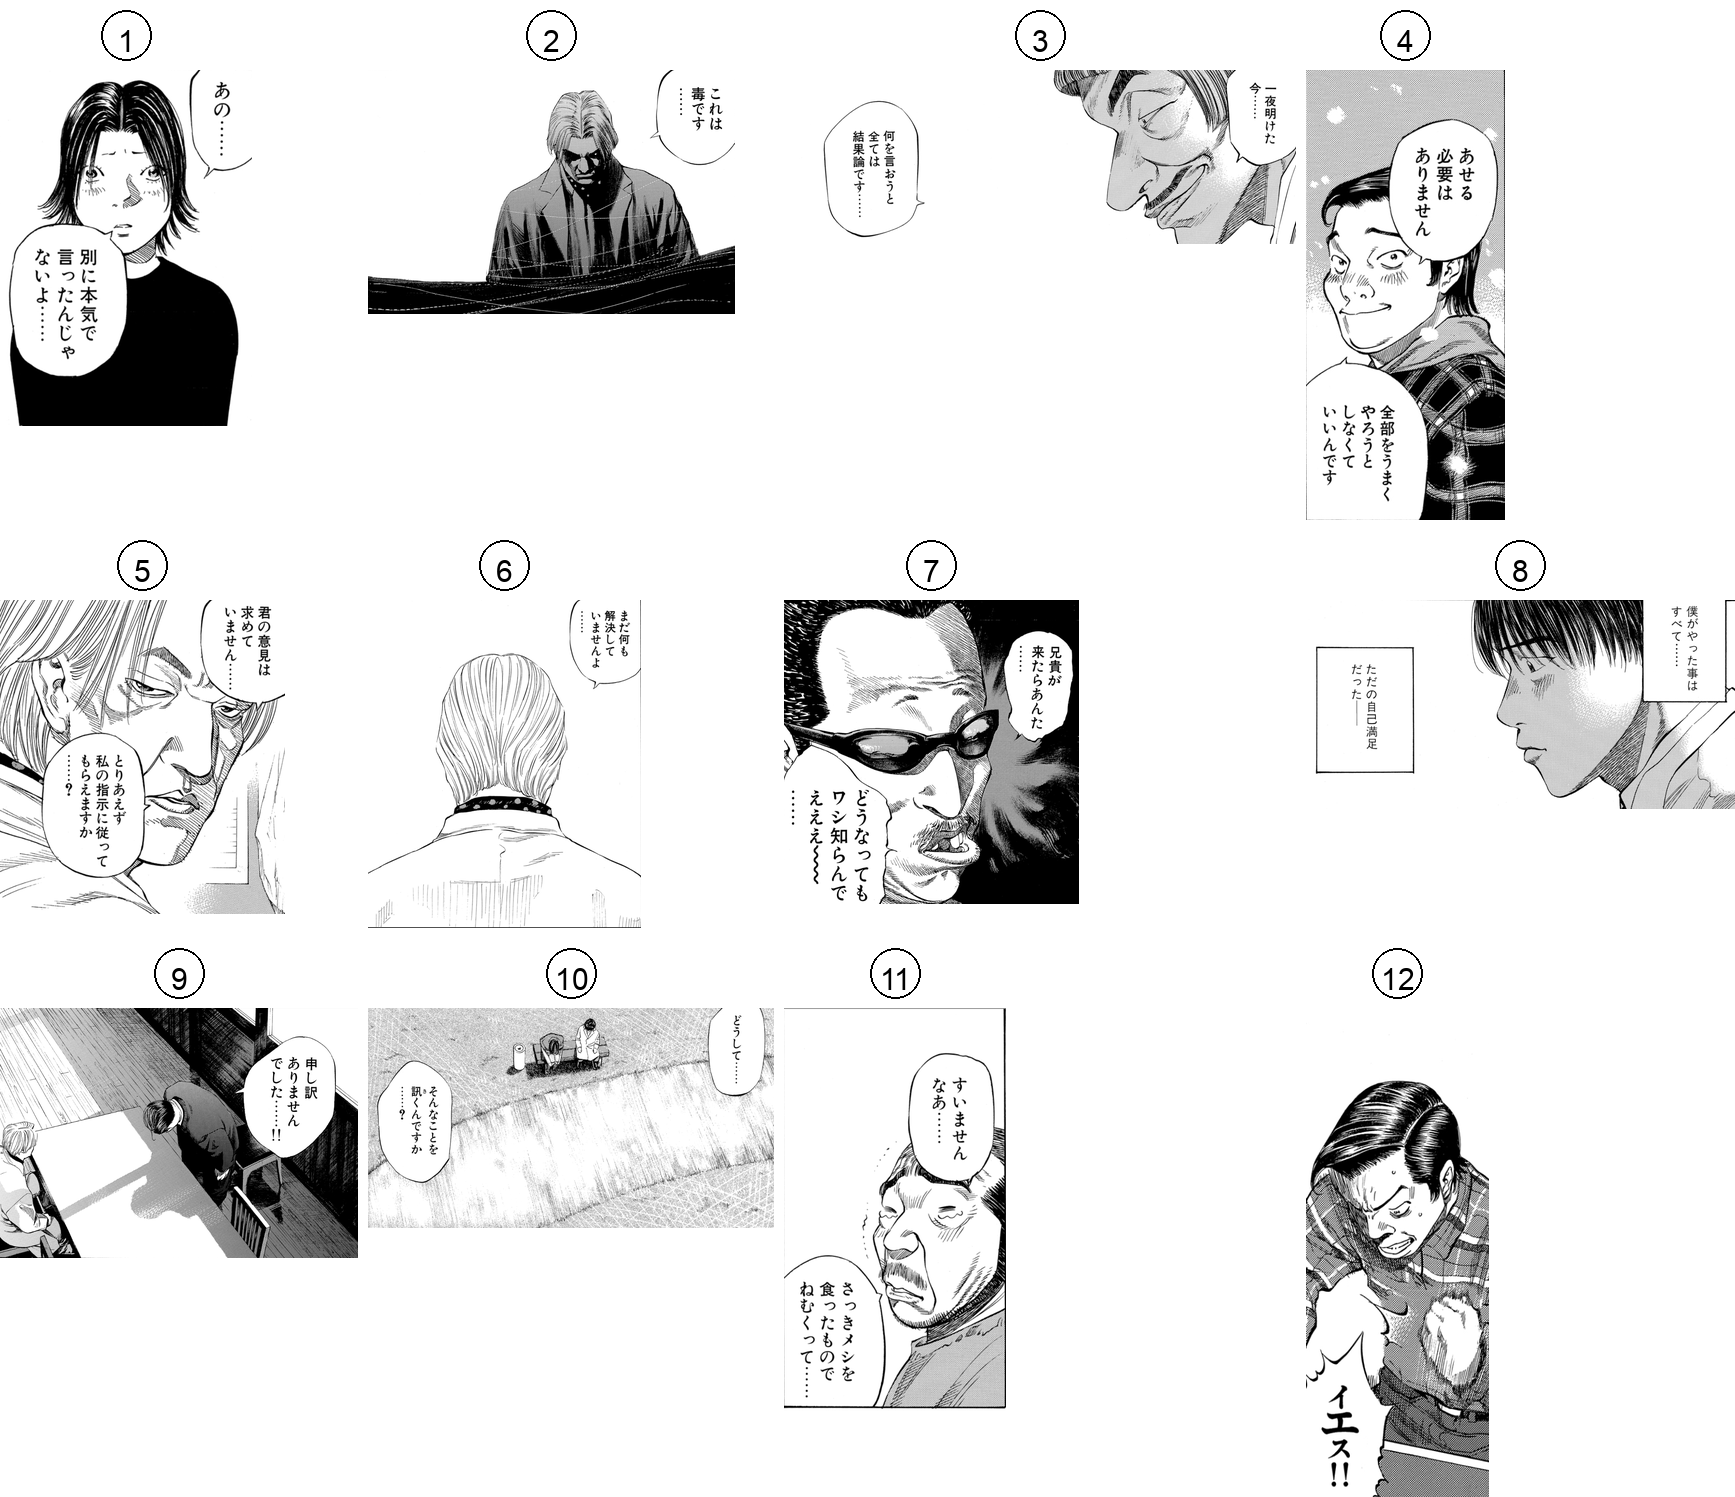 1
あの……
別に本気で
言ったんじゃ
ないよ……
2
これは
毒です
……
3
一夜明けた
今……
何を言おうと
全ては
結果論です……
4
あせる
必要は
ありません
全部をうまく
やろうと
しなくて
いいんです
5
君の意見は
求めて
いません……
とりあえず
私の指示に従って
もらえますか
……？
6
まだ何も
解決して
いませんよ
……
7
兄貴が
来たらあんた
……
どうなっても
ワシ知らんで
えええ〜〜〜
……
8
僕がやった事は
すべて……
ただの自己満足
だった――
9
申し訳
ありません
でした……!!
10
どうして……
そんなことを
訊くんですか
……？
11
すいません
なあ……
さっきメシを
食ったもので
ねむくって……
12
イエス!!